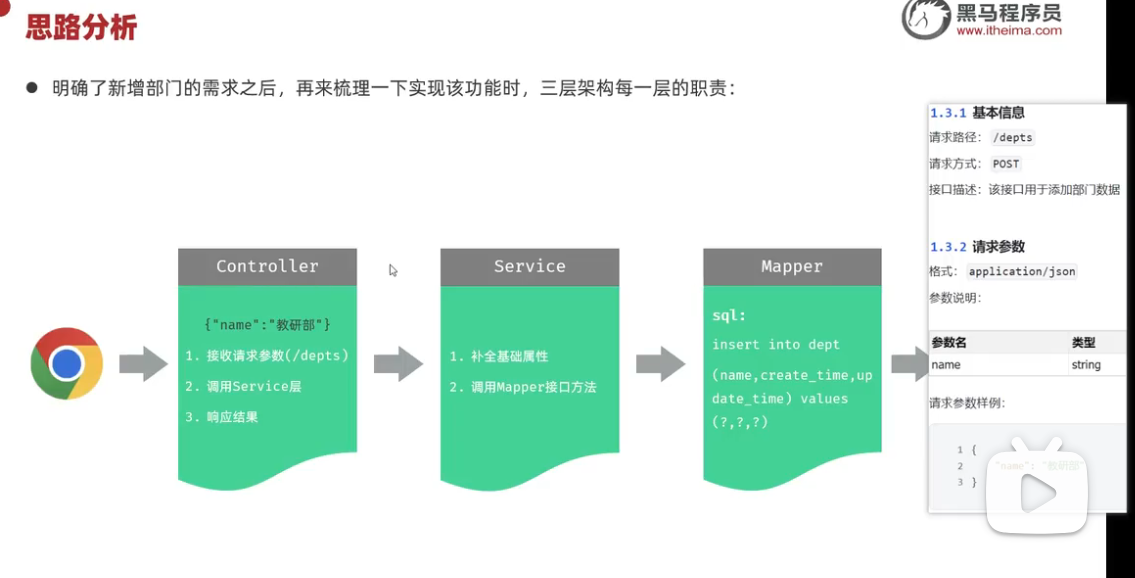 思路分析
黑马程序员
www.itheima.com
● 明确了新增部门的需求之后，再来梳理一下实现该功能时，三层架构每一层的职责：
Controller
{"name":"教研部"}
1. 接收请求参数(/depts)
2. 调用Service层
3. 响应结果
Service
1. 补全基础属性
2. 调用Mapper接口方法
Mapper
sql:
insert into dept
(name,create_time,up
date_time) values
(?,?,?)
1.3.1 基本信息
请求路径： /depts
请求方式： POST
接口描述：该接口用于添加部门数据
1.3.2 请求参数
格式： application/json
参数说明：
参数名 类型
name string
请求参数样例：
1 {
2 "name": "教研部"
3 }